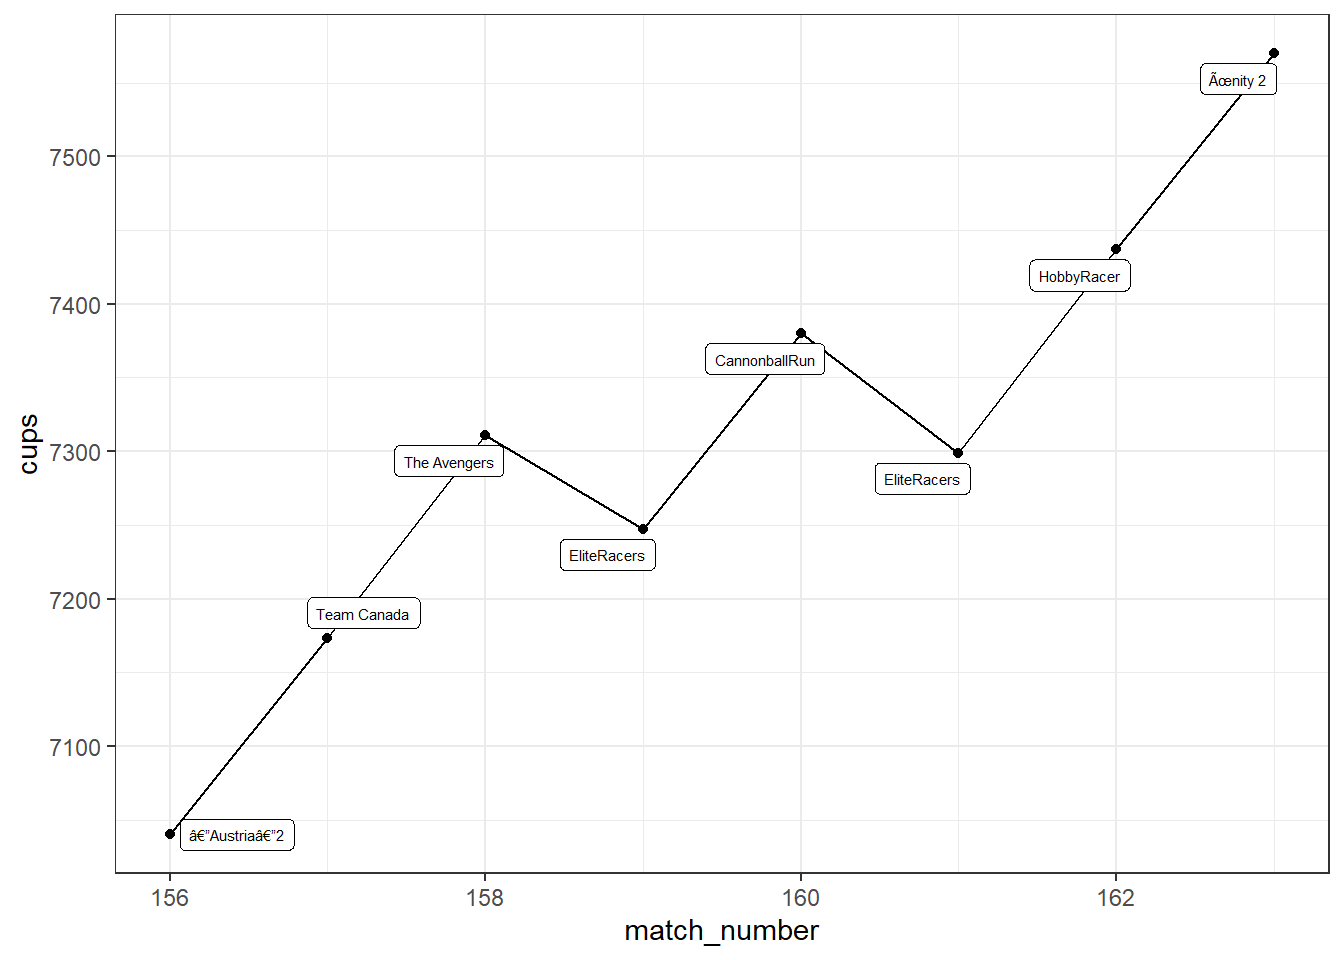 Ãœnity 2
7500
HobbyRacer
7400
CannonballRun
cups
7300
The Avengers
EliteRacers
EliteRacers
7200
Team Canada
7100
â€”Austriaâ€”2
156
158
160
162
match_number